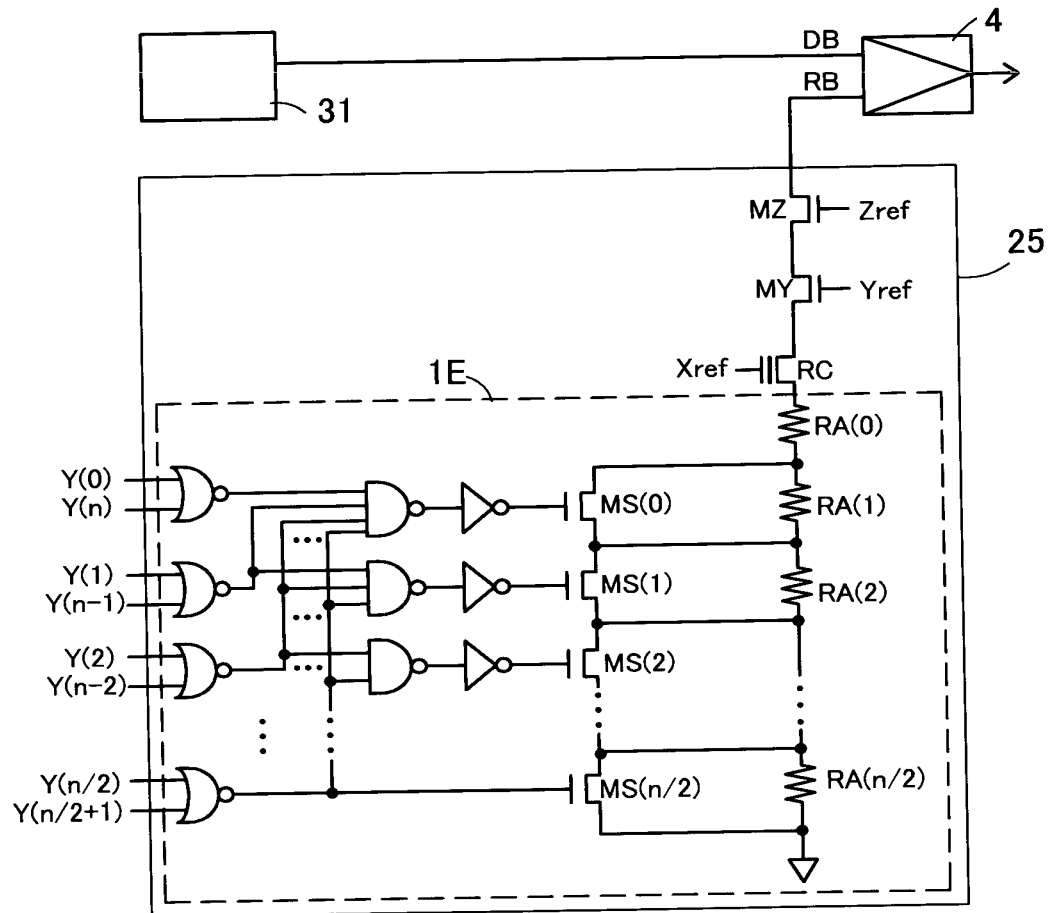 4
DB
RB
31
MZ
Zref
25
MY
Yref
Xref
RC
1E
RA(0)
Y(0)
Y(n)
MS(0)
RA(1)
Y(1)
Y(n-1)
MS(1)
RA(2)
Y(2)
Y(n-2)
MS(2)
Y(n/2)
Y(n/2+1)
MS(n/2)
RA(n/2)